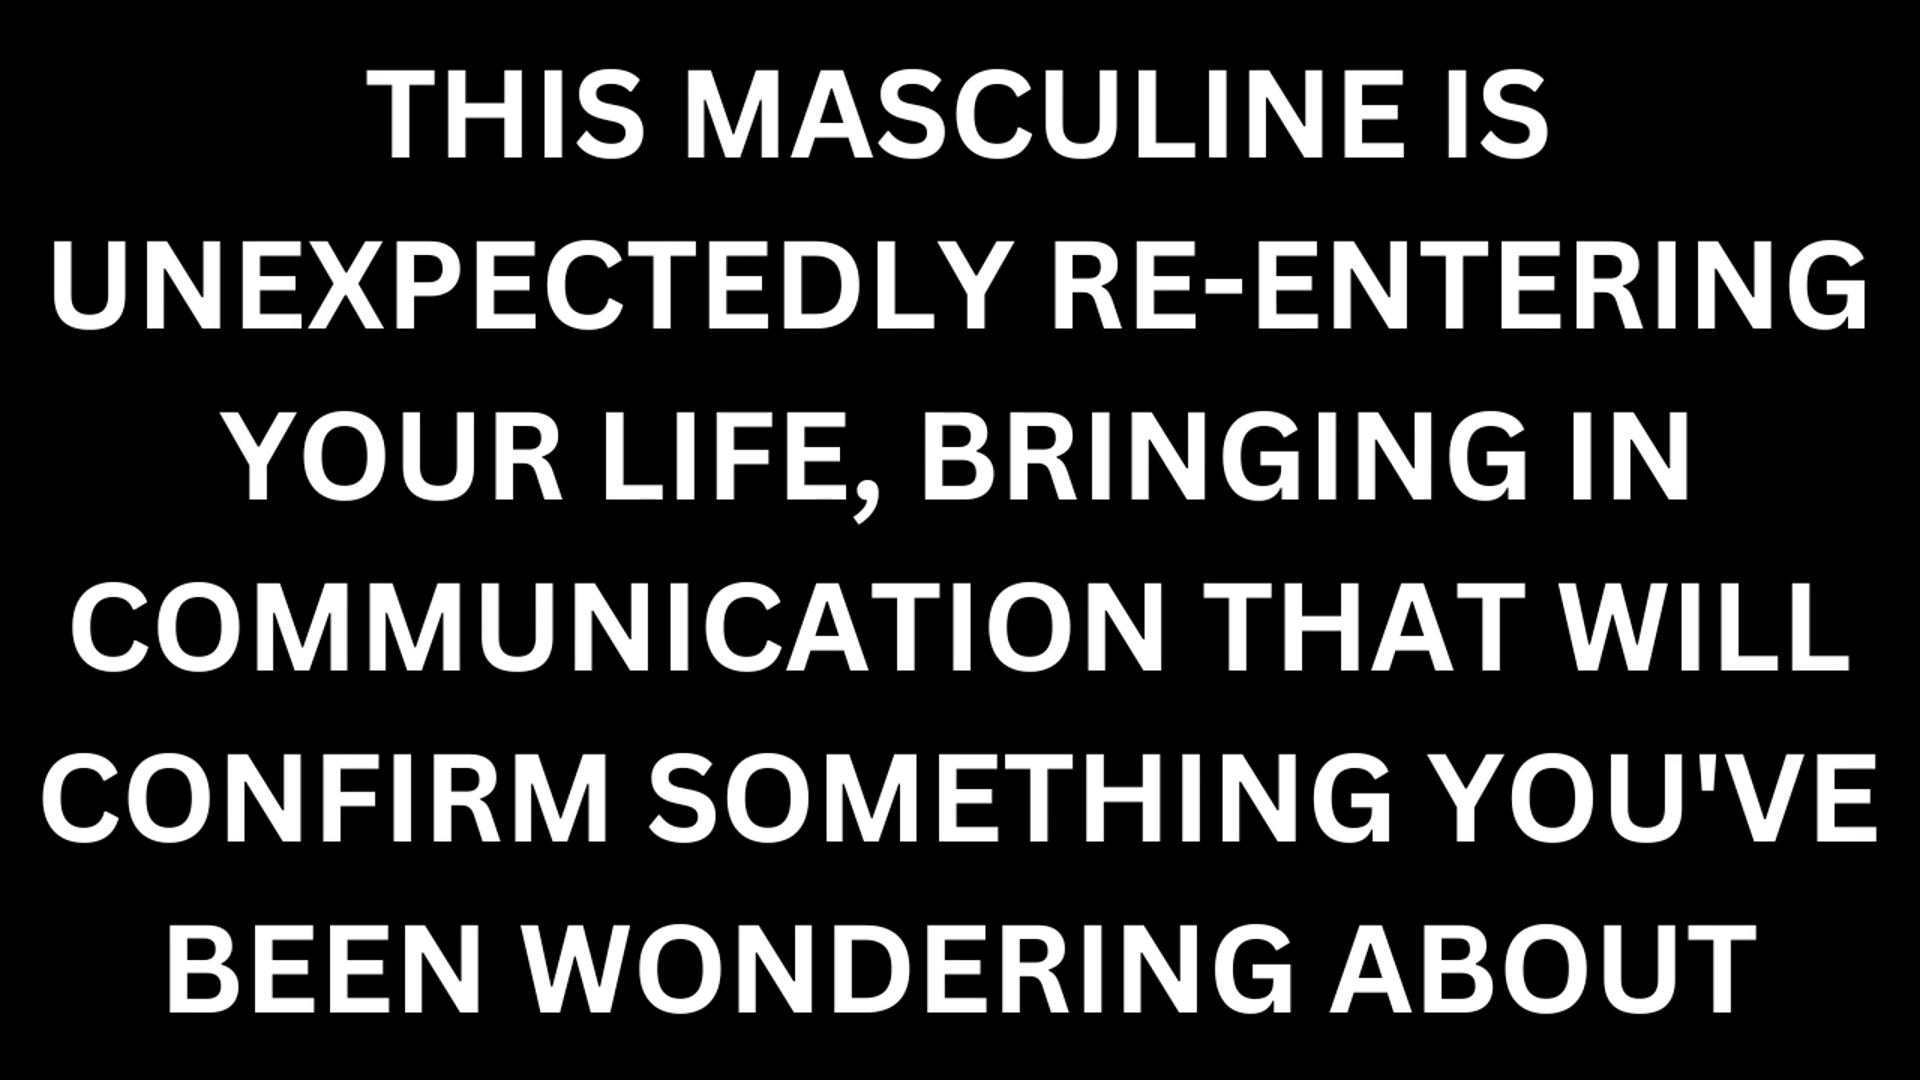 THIS MASCULINE IS
UNEXPECTEDLY RE-ENTERING
YOUR LIFE, BRINGING IN
COMMUNICATION THAT WILL
CONFIRM SOMETHING YOU'VE
BEEN WONDERING ABOUT